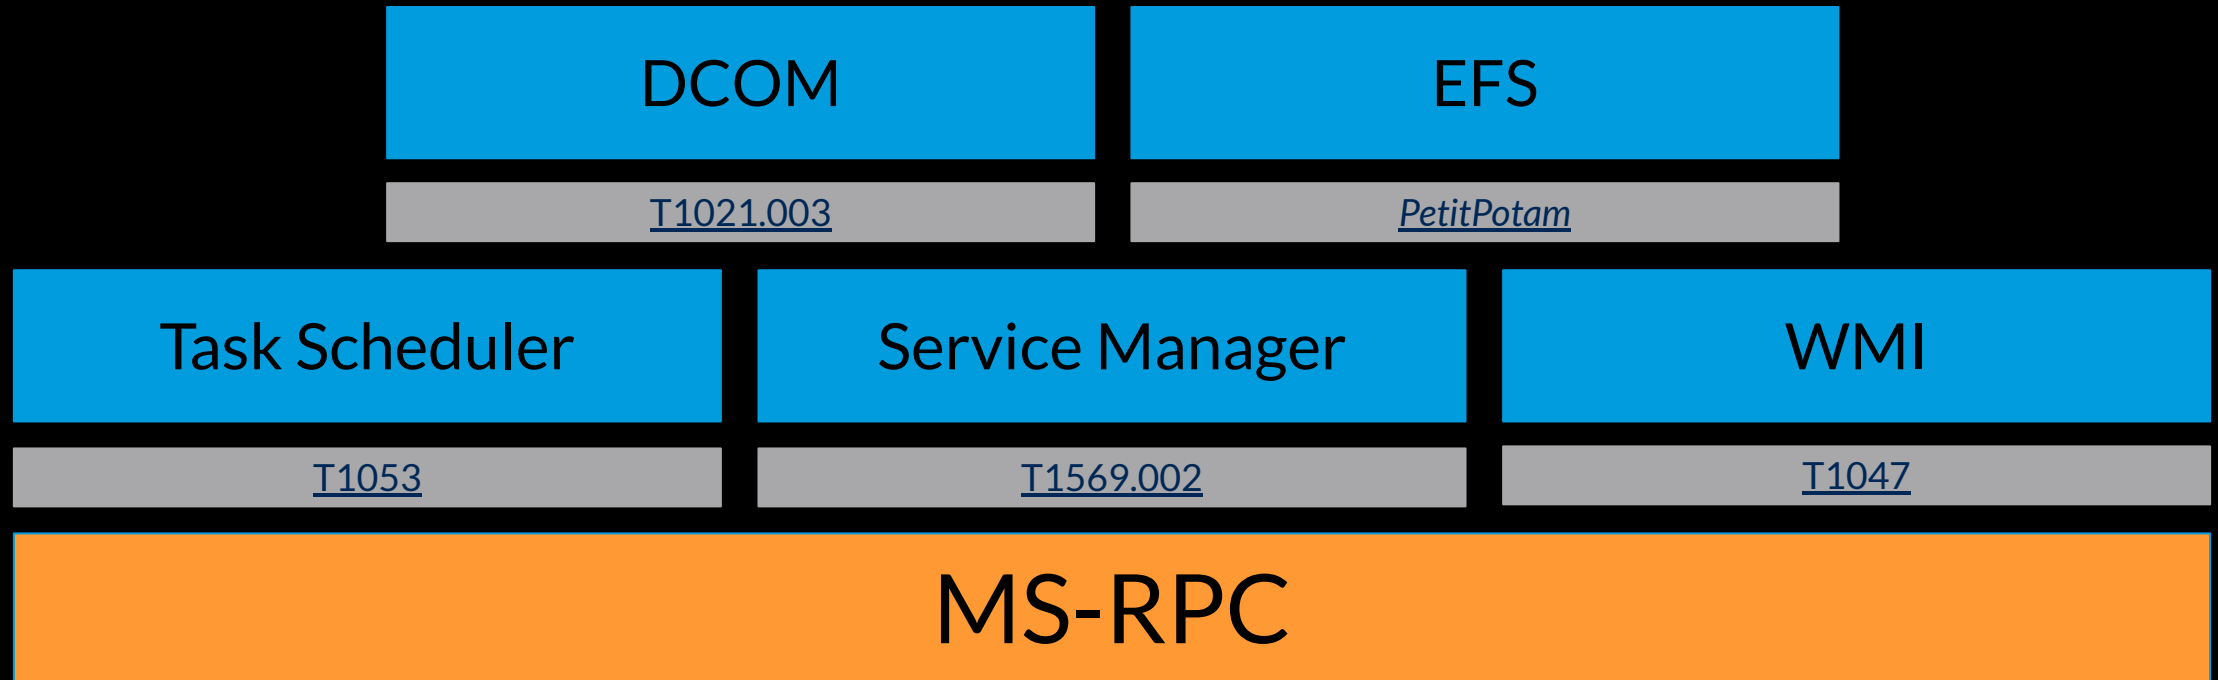 DCOM
EFS
T1021.003
PetitPotam
Task Scheduler
Service Manager
WMI
T1053
T1569.002
T1047
MS-RPC